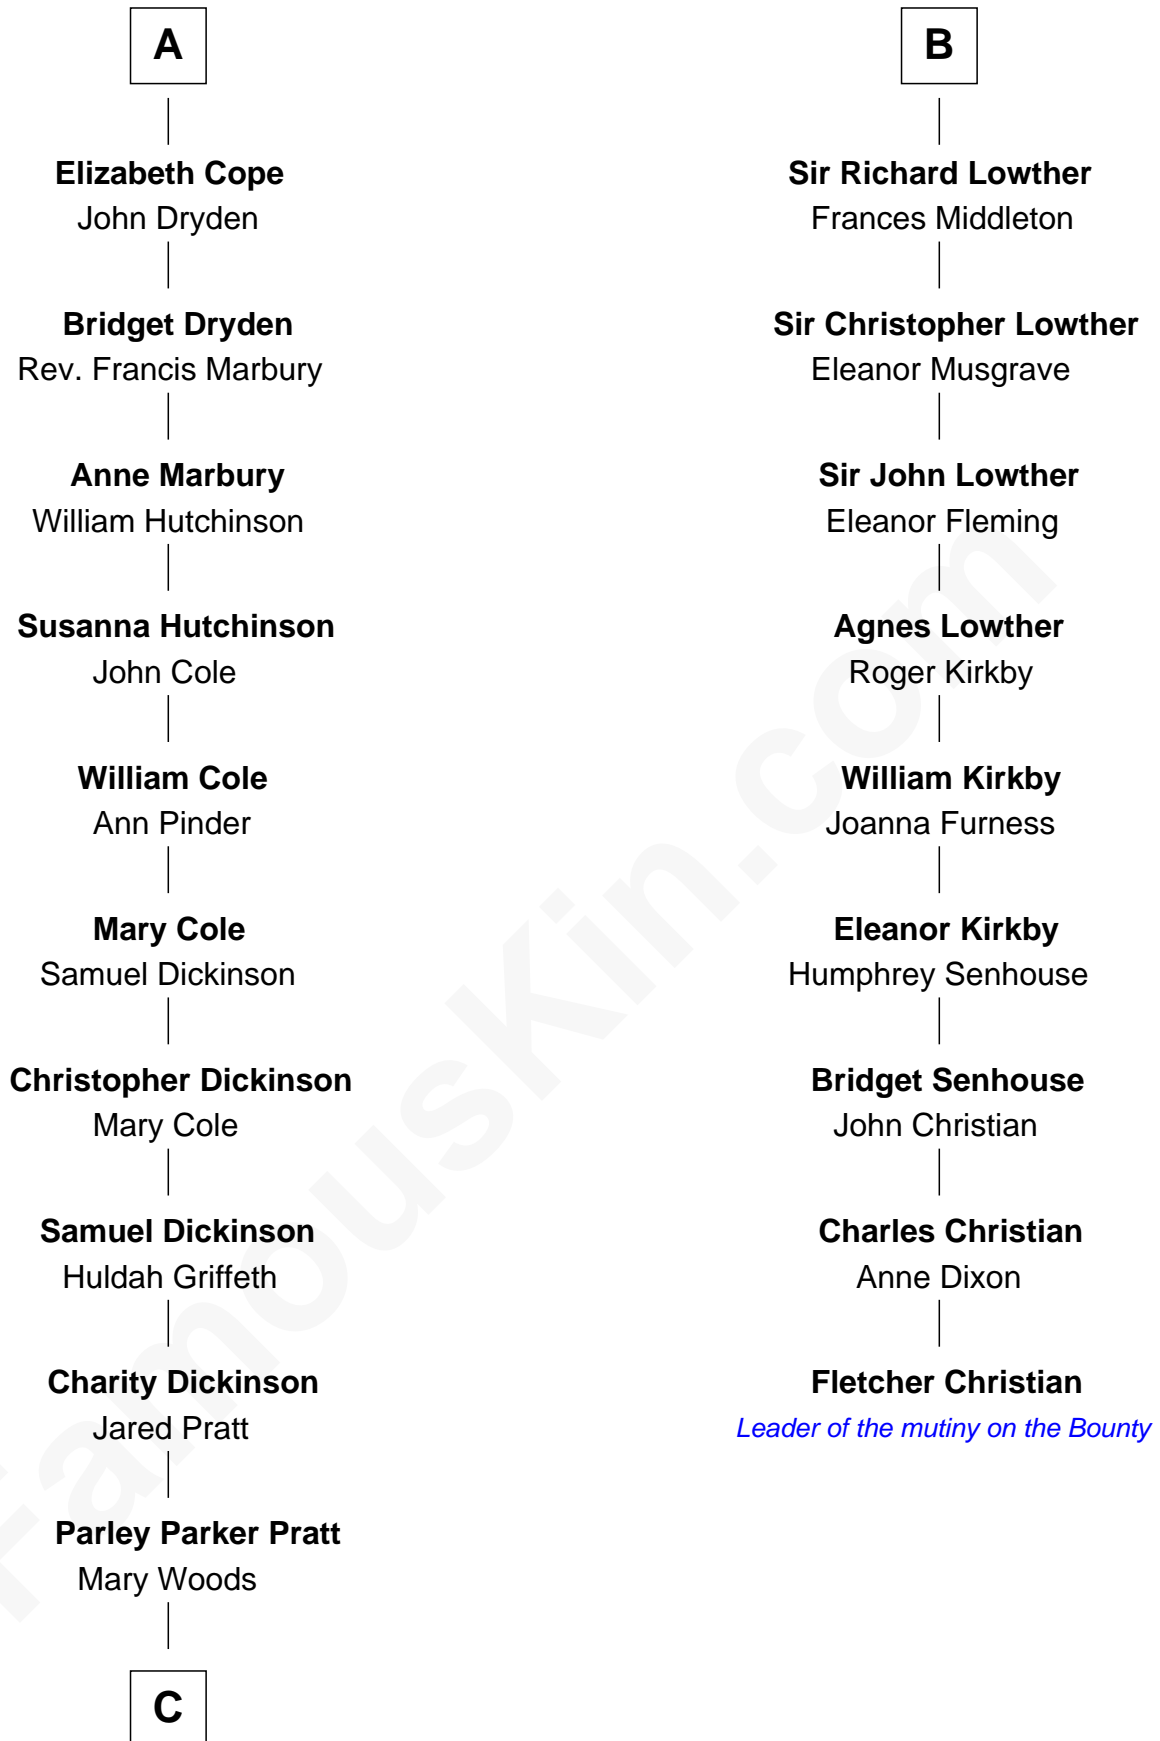 A
Elizabeth Cope
John Dryden
Bridget Dryden
Rev. Francis Marbury
Anne Marbury
William Hutchinson
Susanna Hutchinson
John Cole
William Cole
Ann Pinder
Mary Cole
Samuel Dickinson
Christopher Dickinson
Mary Cole
Samuel Dickinson
Huldah Griffeth
Charity Dickinson
Jared Pratt
Parley Parker Pratt
Mary Woods
C
B
Sir Richard Lowther
Frances Middleton
Sir Christopher Lowther
Eleanor Musgrave
Sir John Lowther
Eleanor Fleming
Agnes Lowther
Roger Kirkby
William Kirkby
Joanna Furness
Eleanor Kirkby
Humphrey Senhouse
Bridget Senhouse
John Christian
Charles Christian
Anne Dixon
Fletcher Christian
Leader of the mutiny on the Bounty
FamousKin.com